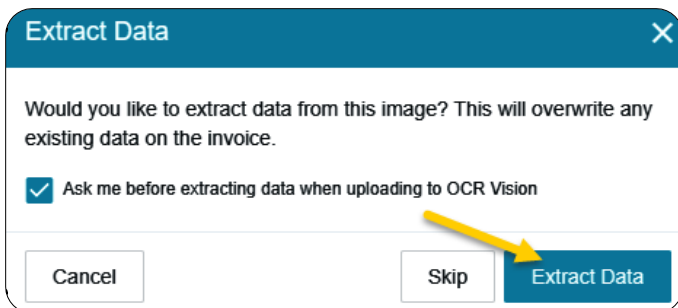 Extract Data
Would you like to extract data from this image? This will overwrite any
existing data on the invoice.
Ask me before extracting data when uploading to OCR Vision
Cancel
Skip
Extract Data